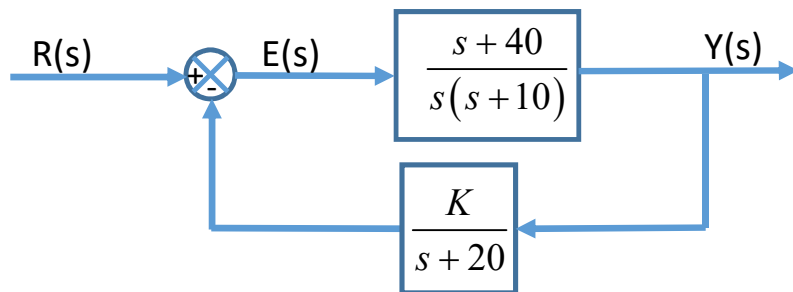 R(s)
+
-
E(s)
s + 40
s(s + 10)
Y(s)
K
s + 20